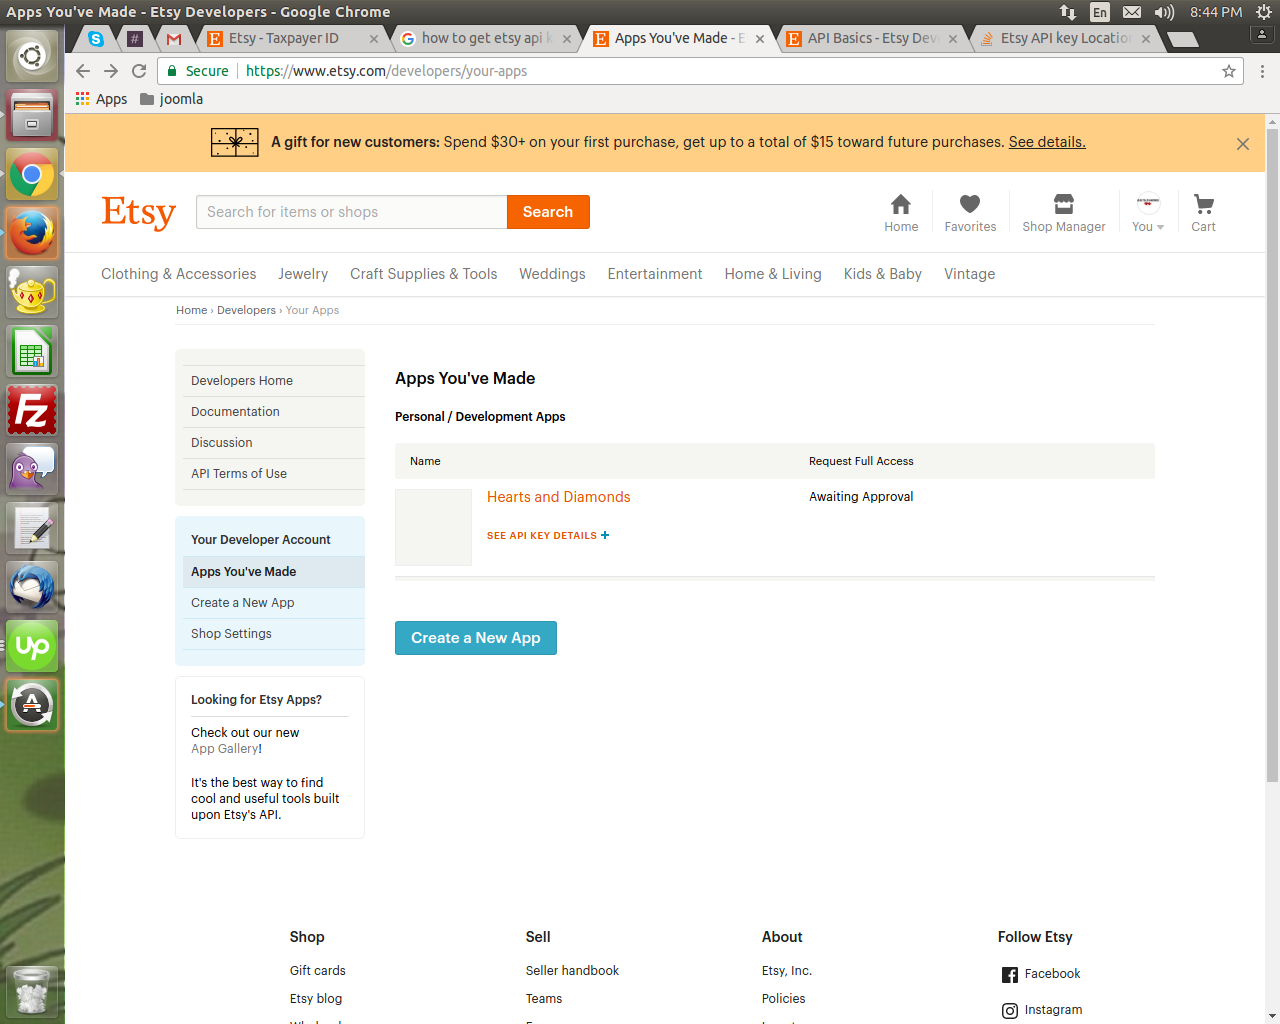 Apps You've Made - Etsy Developers - Google Chrome
En
8:44 PM
Etsy - Taxpayer ID
how to get etsy api k
Apps You've Made - E
API Basics - Etsy Dev
Etsy API key Location
Secure
https://www.etsy.com/developers/your-apps
Apps
joomla
A gift for new customers: Spend $30+ on your first purchase, get up to a total of $15 toward future purchases. See details.
Etsy
Search for items or shops
Search
Home
Favorites
Shop Manager
You
Cart
Clothing & Accessories
Jewelry
Craft Supplies & Tools
Weddings
Entertainment
Home & Living
Kids & Baby
Vintage
Home › Developers › Your Apps
Developers Home
Documentation
Discussion
API Terms of Use
Your Developer Account
Apps You've Made
Create a New App
Shop Settings
Looking for Etsy Apps?
Check out our new
App Gallery!
It's the best way to find
cool and useful tools built
upon Etsy's API.
Apps You've Made
Personal / Development Apps
Name
Request Full Access
Hearts and Diamonds
Awaiting Approval
SEE API KEY DETAILS +
Create a New App
Shop
Gift cards
Etsy blog
Sell
Seller handbook
Teams
About
Etsy, Inc.
Policies
Follow Etsy
Facebook
Instagram